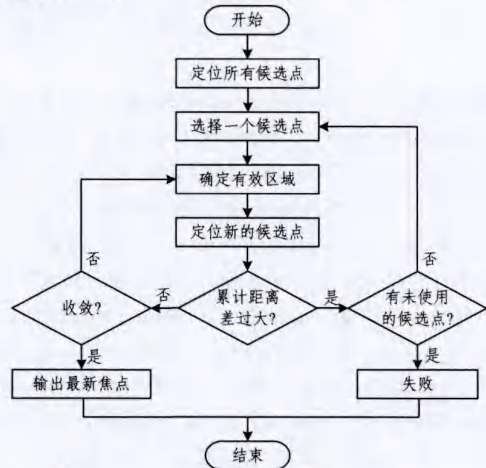 开始
定位所有候选点
选择一个候选点
确定有效区域
定位新的候选点
否
否
收敛?
否
累计距离
差过大?
是
有未使用
的候选点?
是
是
输出最新焦点
失败
结束